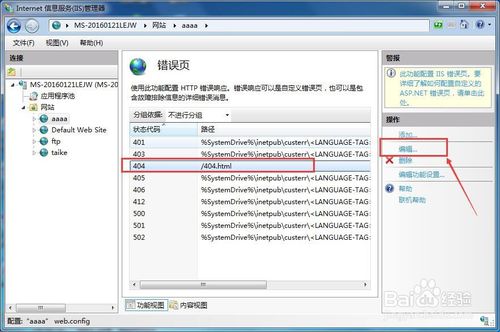 Internet 信息服务(IIS)管理器
MS-20160121LEJW ▸ 网站 ▸ aaaa ▸
文件(F) 视图(V) 帮助(H)
连接
MS-20160121LEJW (MS-20160
应用程序池
网站
aaaa
Default Web Site
ftp
taike
错误页
使用此功能配置 HTTP 错误响应。错误响应可以是自定义错误页，也可以是
包含故障排除信息的详细错误消息。
分组依据: 不进行分组
状态代码 路径
401 %SystemDrive%\inetpub\custerr\<LANGUAGE-TAG>
403 %SystemDrive%\inetpub\custerr\<LANGUAGE-TAG>
404 /404.html
405 %SystemDrive%\inetpub\custerr\<LANGUAGE-TAG>
406 %SystemDrive%\inetpub\custerr\<LANGUAGE-TAG>
412 %SystemDrive%\inetpub\custerr\<LANGUAGE-TAG>
500 %SystemDrive%\inetpub\custerr\<LANGUAGE-TAG>
501 %SystemDrive%\inetpub\custerr\<LANGUAGE-TAG>
502 %SystemDrive%\inetpub\custerr\<LANGUAGE-TAG>
功能视图 内容视图
警报
此功能配置 IIS 错误页。要
详细了解如何配置自定义的
ASP.NET 错误页，请单击此
处。
操作
添加...
编辑...
删除
编辑功能设置...
帮助
联机帮助
配置: "aaaa" web.config
Baidu 经验